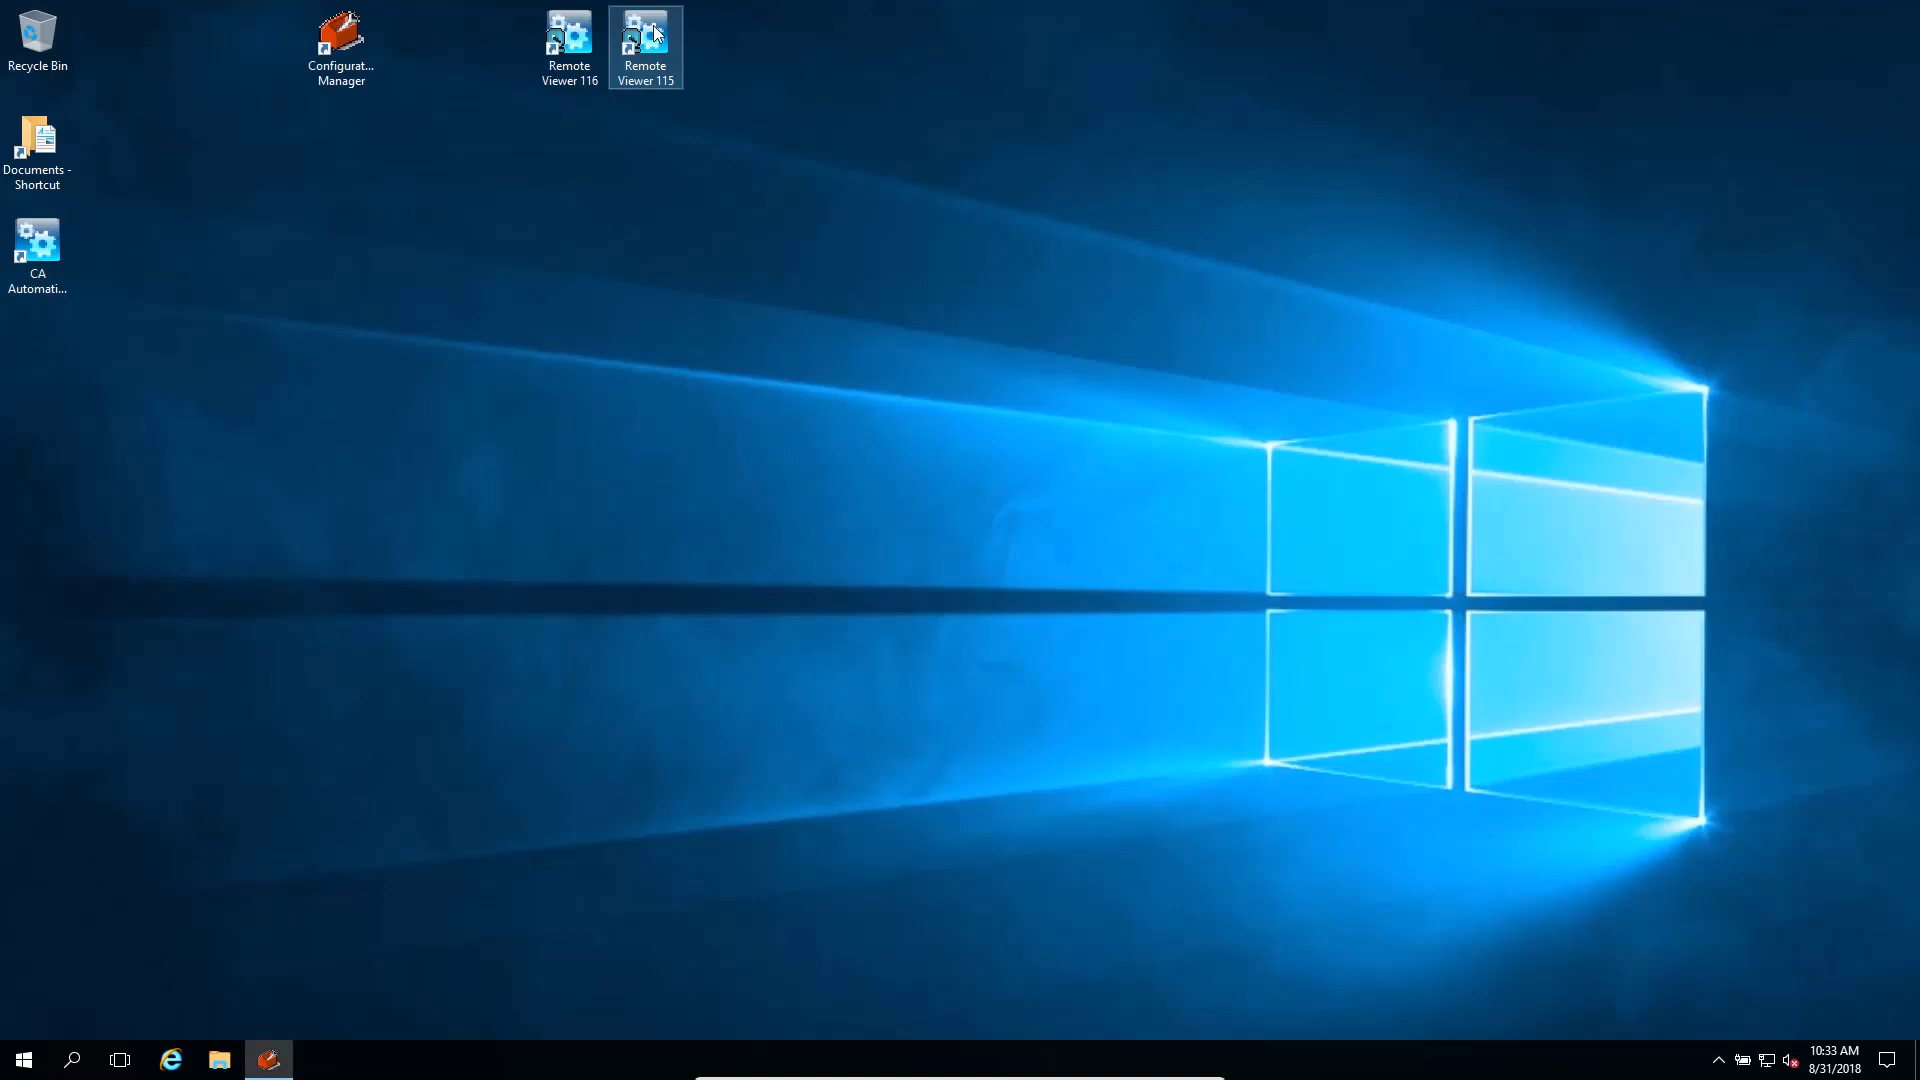 Recycle Bin
Configurat...
Manager
Remote
Viewer 116
Remote
Viewer 115
Documents -
Shortcut
CA
Automati...
10:33 AM
8/31/2018